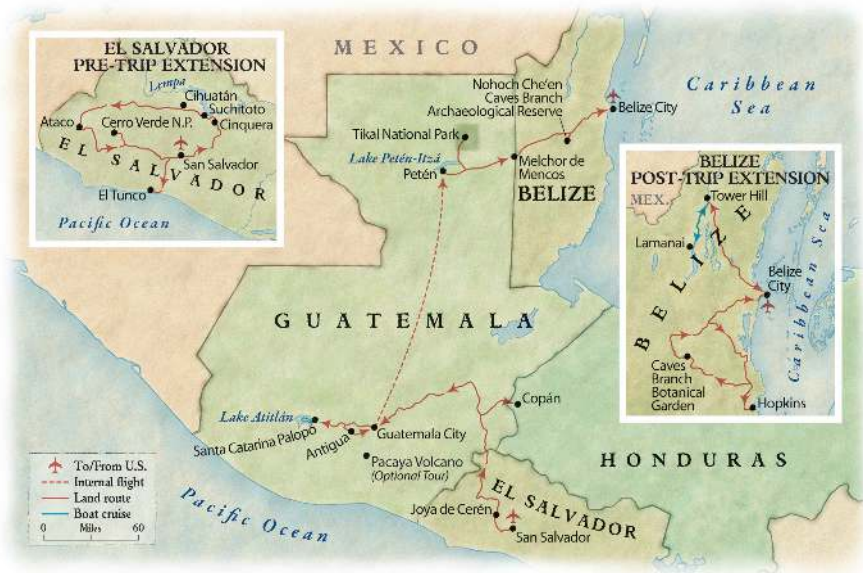 EL SALVADOR
PRE-TRIP EXTENSION
Lempa
Cihuatán
Suchitoto
Cinquera
Ataco
Cerro Verde N.P.
San Salvador
El Tunco
EL SALVADOR
Pacific Ocean
MEXICO
Nohoch Che'en
Caves Branch
Archaeological Reserve
Belize City
Caribbean
Sea
Tikal National Park
Lake Petén-Itzá
Petén
Melchor de
Mencos
BELIZE
BELIZE
POST-TRIP EXTENSION
MEX.
Tower Hill
Lamanai
Belize
City
BELIZE
Caribbean Sea
Caves
Branch
Botanical
Garden
Hopkins
GUATEMALA
Copán
Lake Atitlán
Santa Catarina Palopó
Antigua
Guatemala City
Pacaya Volcano
(Optional Tour)
HONDURAS
EL SALVADOR
Joya de Cerén
San Salvador
Pacific Ocean
To/From U.S.
Internal flight
Land route
Boat cruise
0 Miles 60